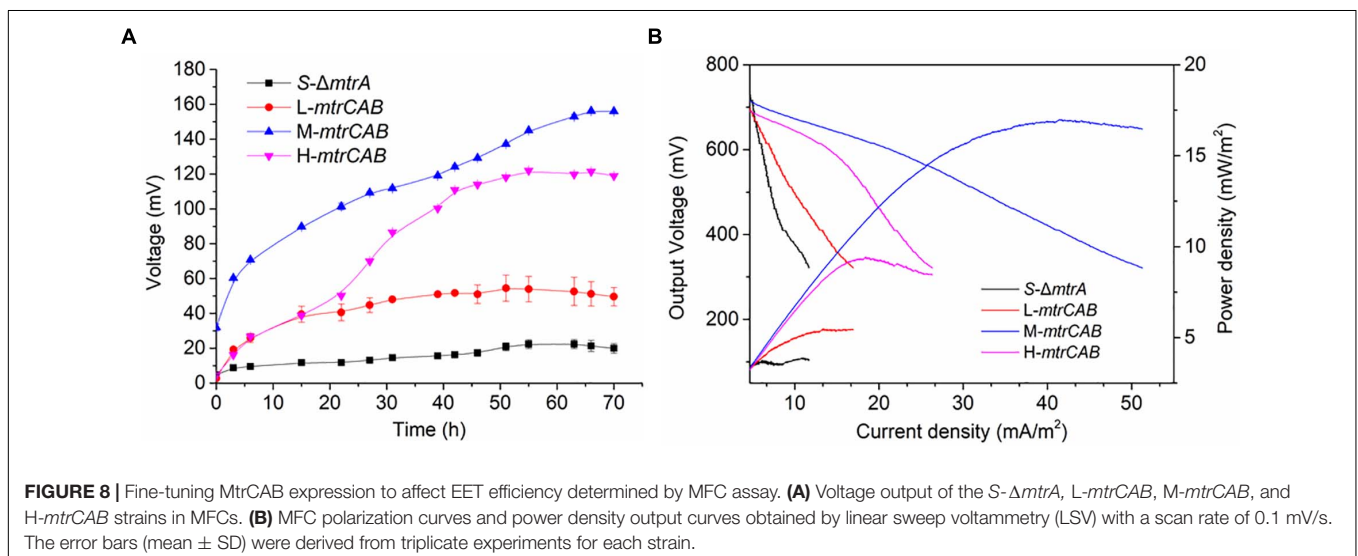 A
180
160
140
120
100
80
60
40
20
0
Voltage (mV)
S-ΔmtrA
L-mtrCAB
M-mtrCAB
H-mtrCAB
0 10 20 30 40 50 60 70
Time (h)
B
800
600
400
200
Output Voltage (mV)
20
15
10
5
Power density (mW/m²)
S-ΔmtrA
L-mtrCAB
M-mtrCAB
H-mtrCAB
10 20 30 40 50
Current density (mA/m²)
FIGURE 8 | Fine-tuning MtrCAB expression to affect EET efficiency determined by MFC assay. (A) Voltage output of the S-ΔmtrA, L-mtrCAB, M-mtrCAB, and
H-mtrCAB strains in MFCs. (B) MFC polarization curves and power density output curves obtained by linear sweep voltammetry (LSV) with a scan rate of 0.1 mV/s.
The error bars (mean ± SD) were derived from triplicate experiments for each strain.